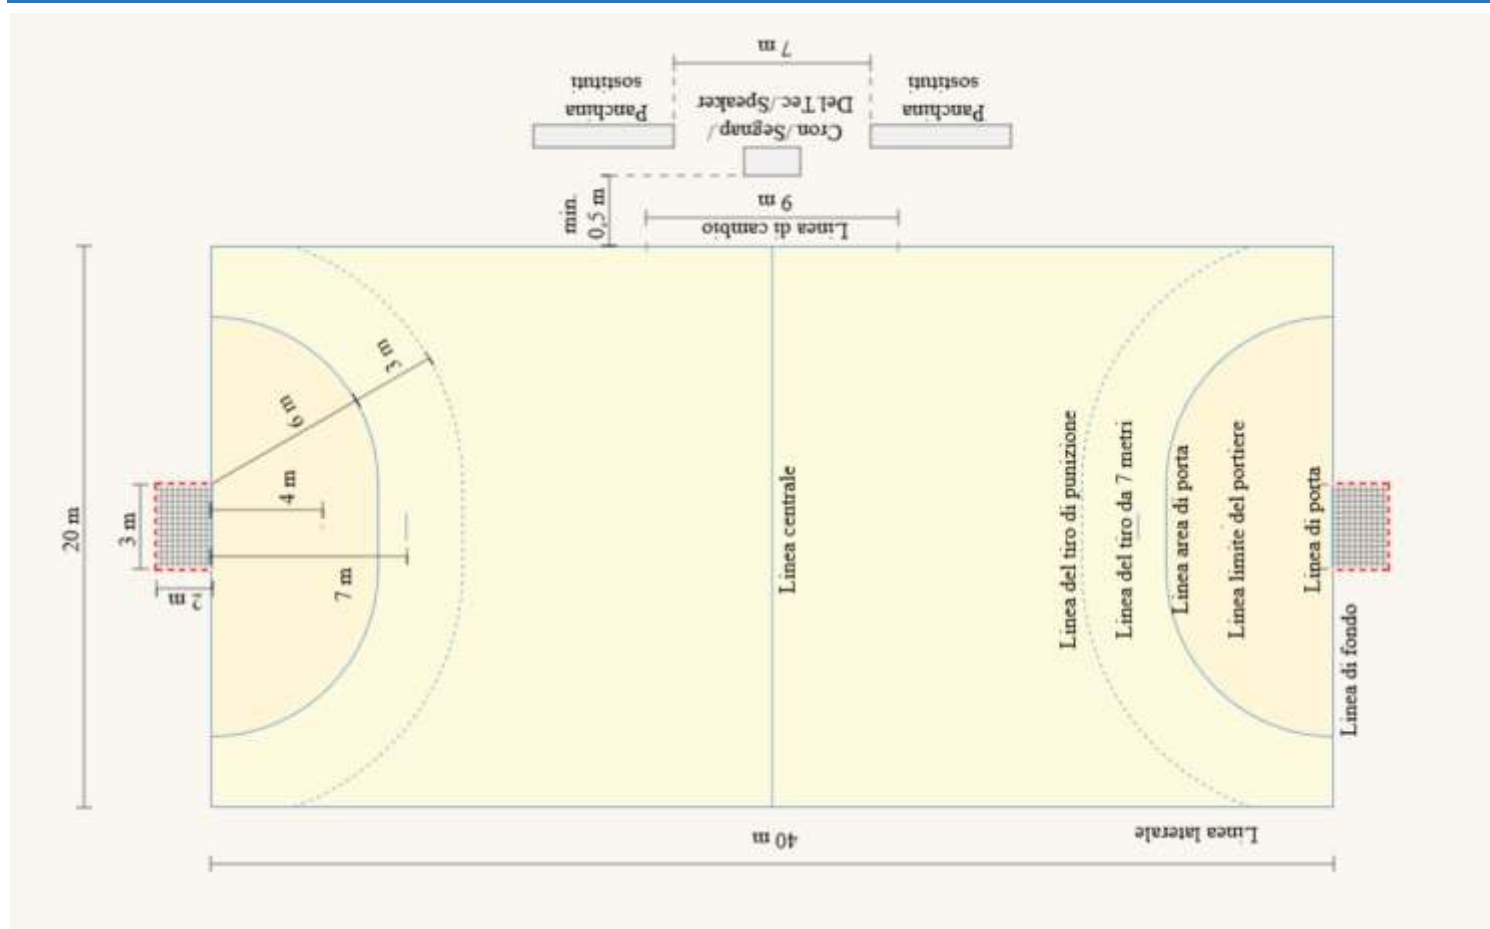 7 m
Panchina
sostituti
Cron/Segnap/
Del.Tec./Speaker
Panchina
sostituti
min.
0,5 m
9 m
Linea di cambio
20 m
3 m
2 m
6 m
3 m
4 m
7 m
Linea centrale
Linea del tiro di punizione
Linea del tiro da 7 metri
Linea area di porta
Linea limite del portiere
Linea di porta
Linea di fondo
Linea laterale
40 m